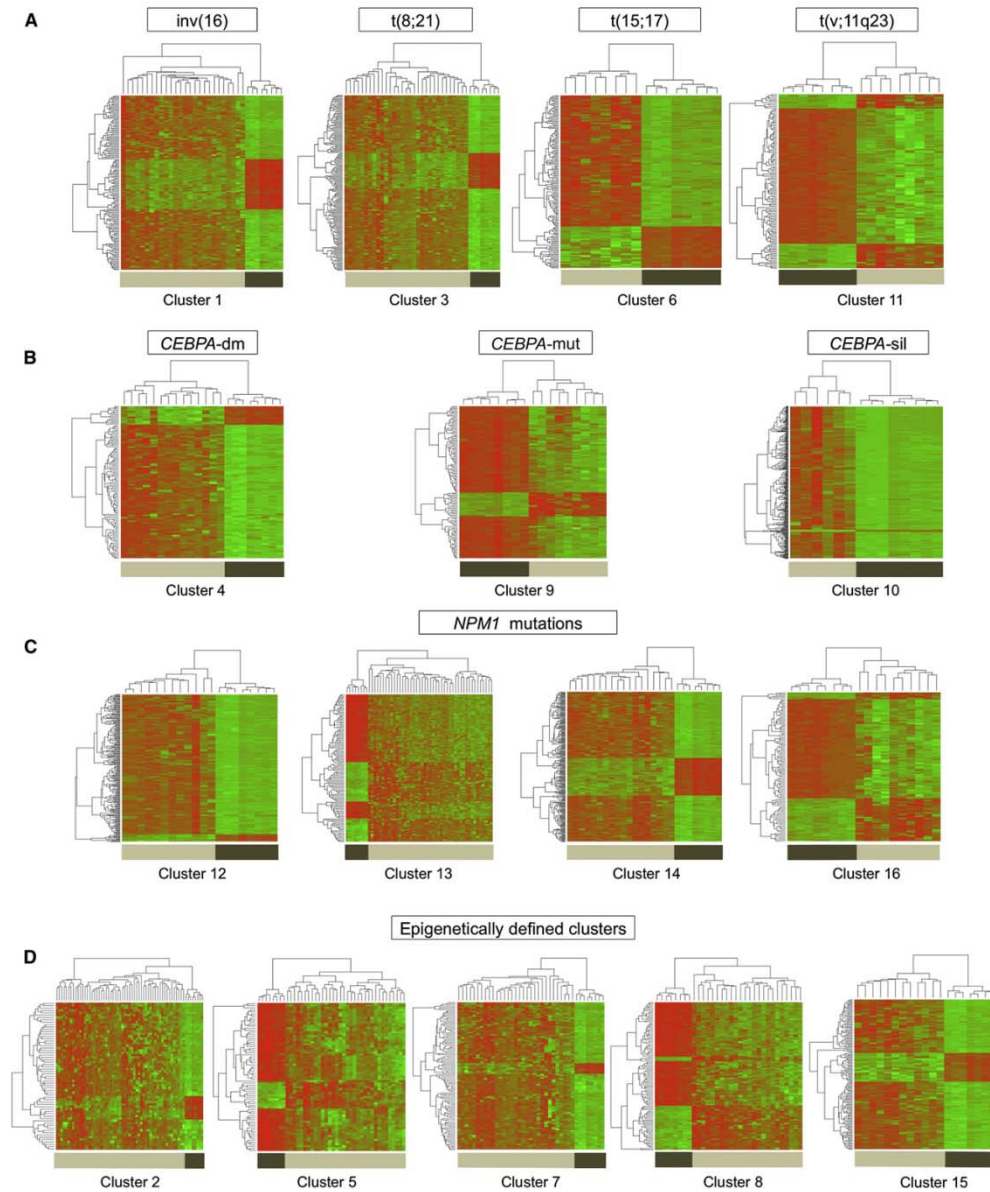 A
inv(16) t(8;21) t(15;17) t(v;11q23)
Cluster 1 Cluster 3 Cluster 6 Cluster 11
B
CEBPA-dm CEBPA-mut CEBPA-sil
Cluster 4 Cluster 9 Cluster 10
NPM1 mutations
C
Cluster 12 Cluster 13 Cluster 14 Cluster 16
Epigenetically defined clusters
D
Cluster 2 Cluster 5 Cluster 7 Cluster 8 Cluster 15